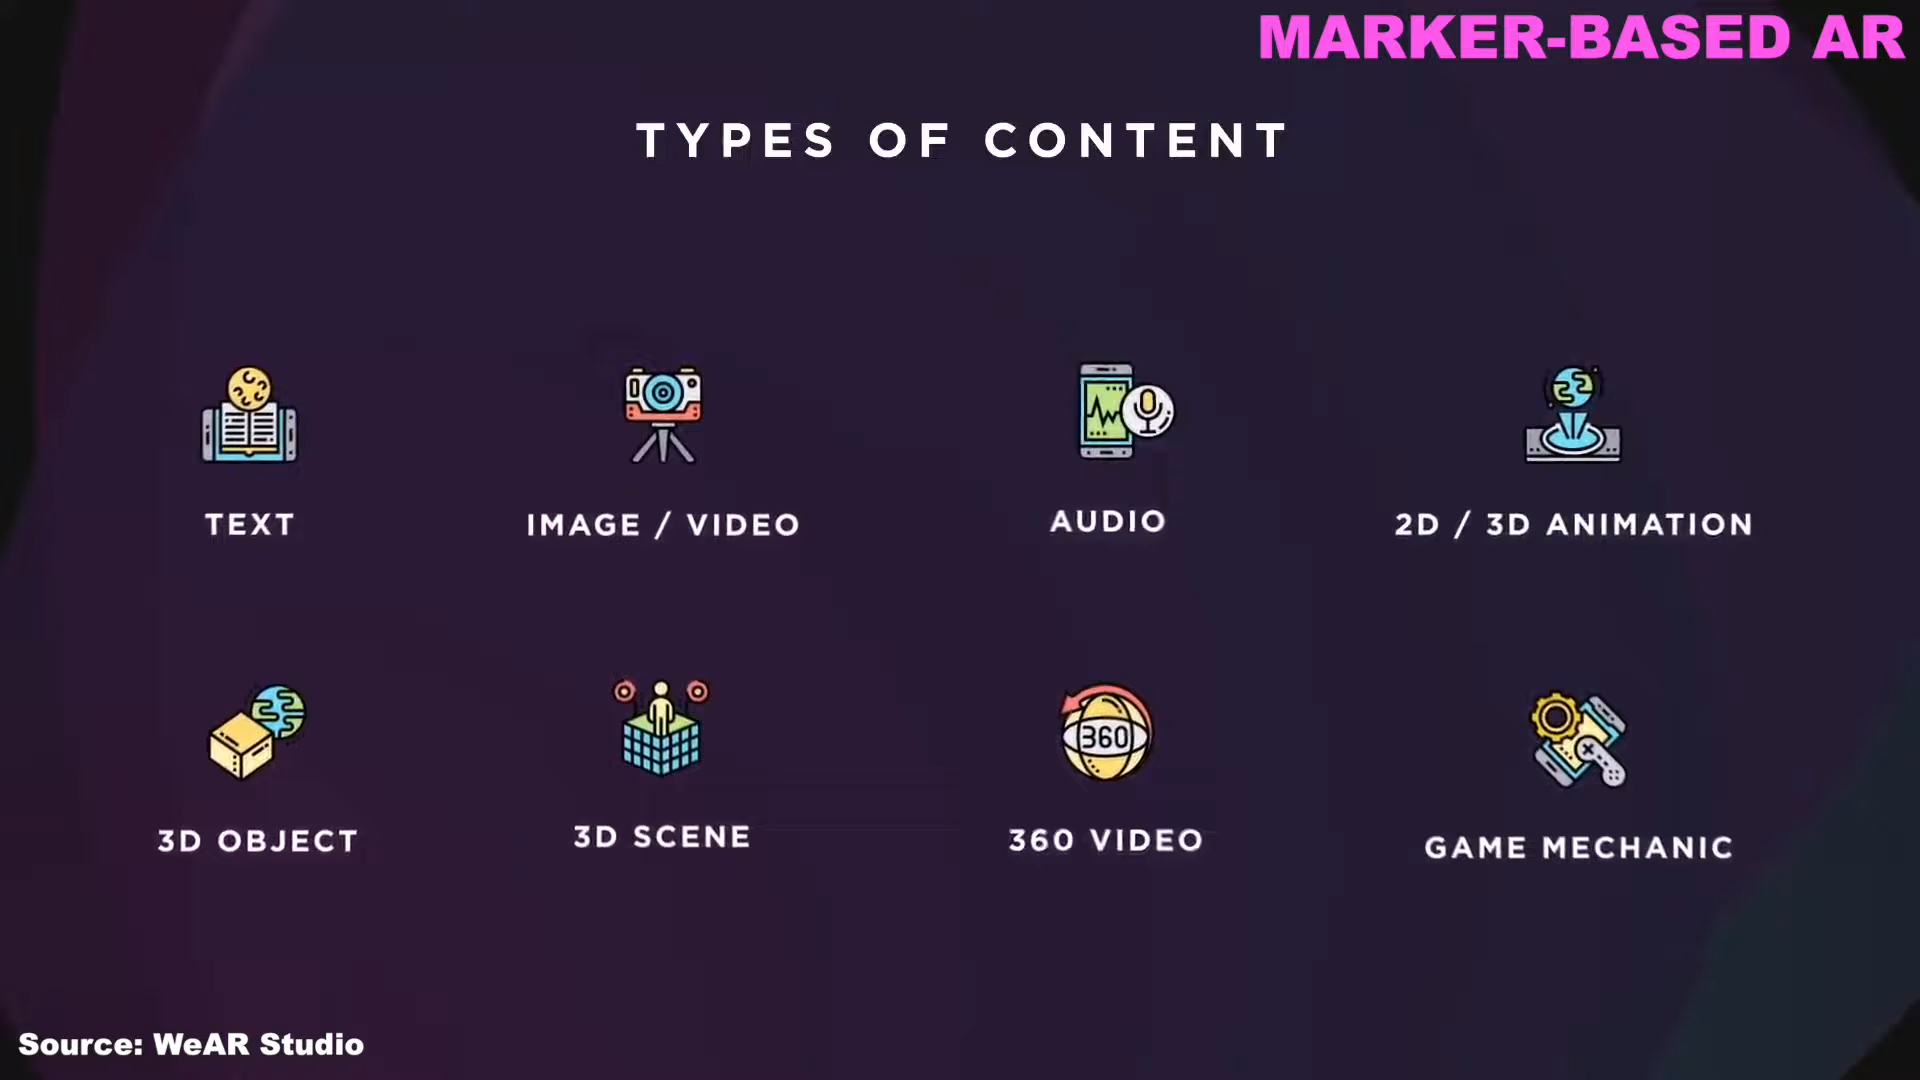 MARKER-BASED AR
TYPES OF CONTENT
TEXT
IMAGE / VIDEO
AUDIO
2D / 3D ANIMATION
3D OBJECT
3D SCENE
360
360 VIDEO
GAME MECHANIC
Source: WeAR Studio